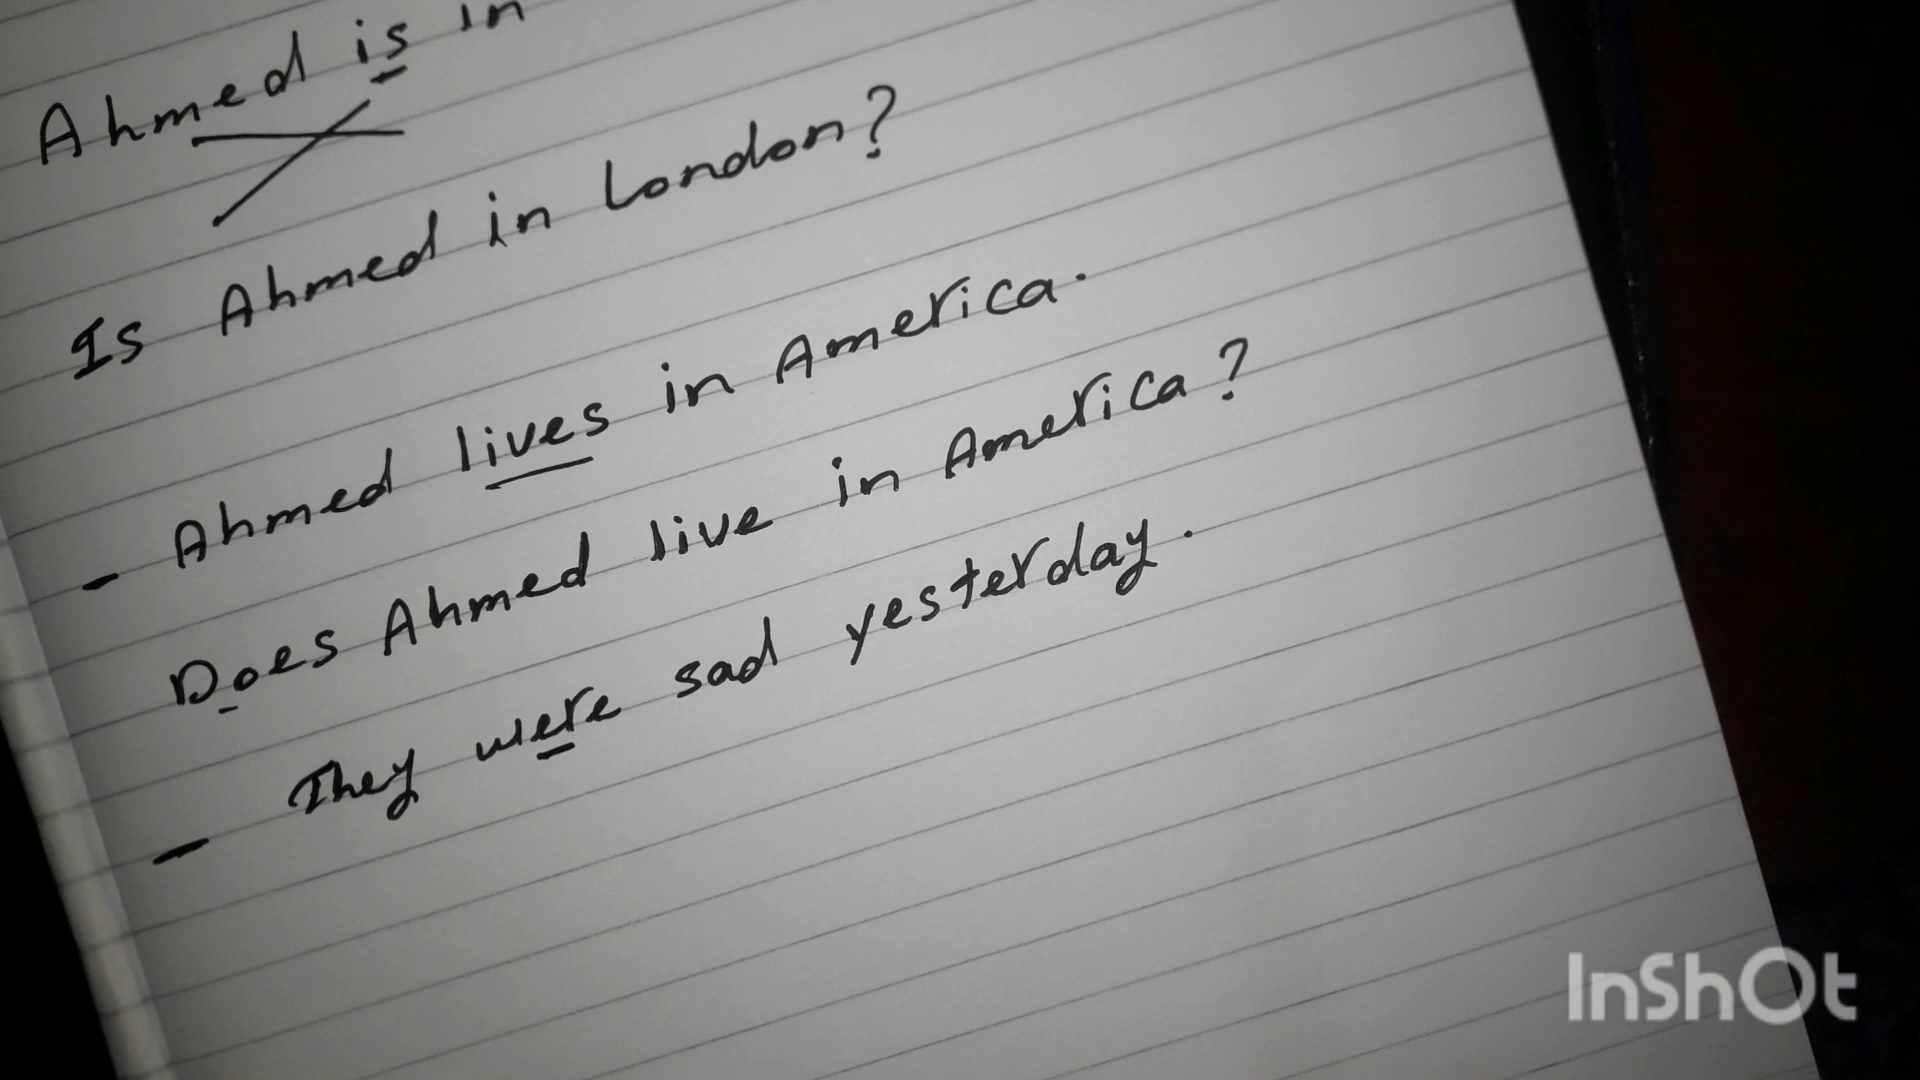 Ahmed is in
Is Ahmed in London?
- Ahmed lives in America.
Does Ahmed live in America?
- They were sad yesterday.
InShOt